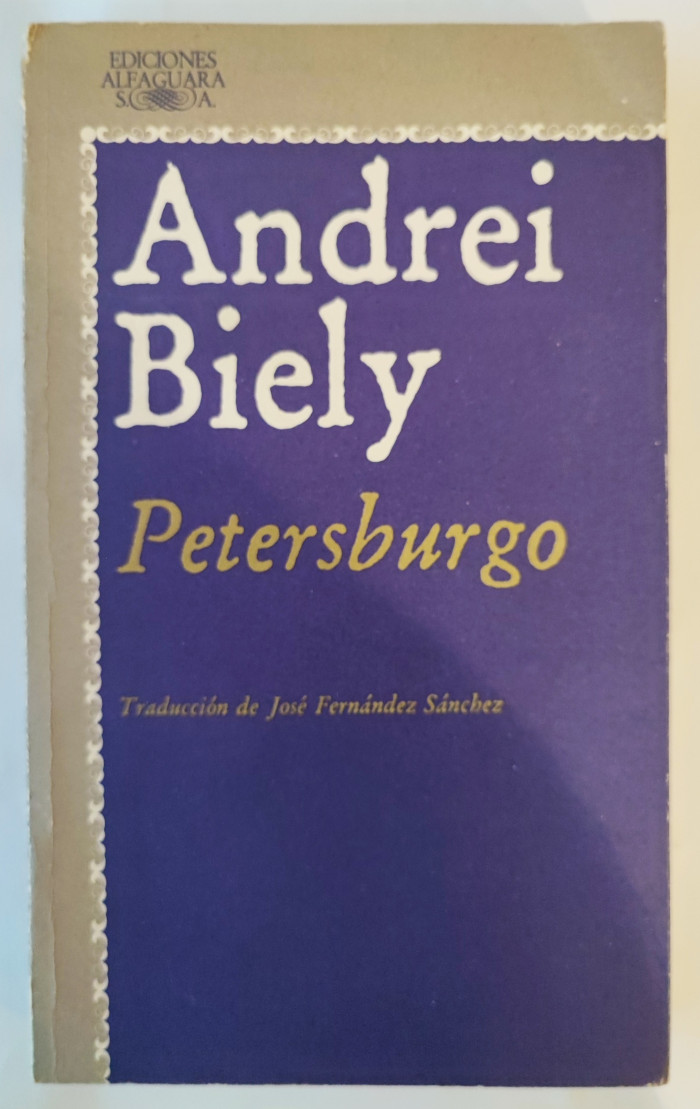 EDICIONES
ALFAGUARA
S. A.
Andrei
Biely
Petersburgo
Traducción de José Fernández Sánchez